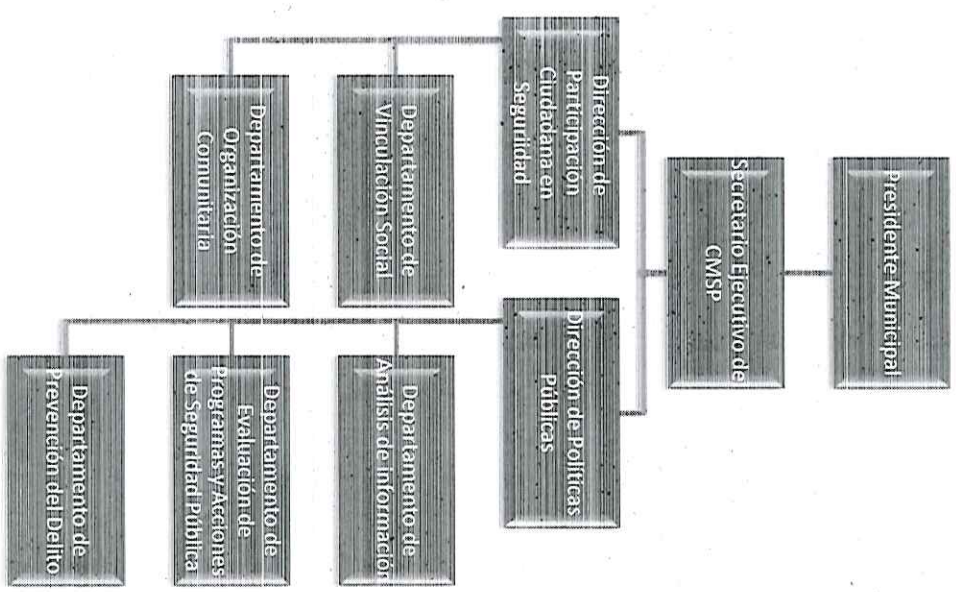 Presidente Municipal
Secretario Ejecutivo de
CMSP
Dirección de
Participación
Ciudadana en
Seguridad
Departamento de
Vinculación Social
Departamento de
Organización
Comunitaria
Dirección de Políticas
Públicas
Departamento de
Análisis de información
Departamento de
Evaluación de
Programas y Acciones
de Seguridad Pública
Departamento de
Prevención del Delito